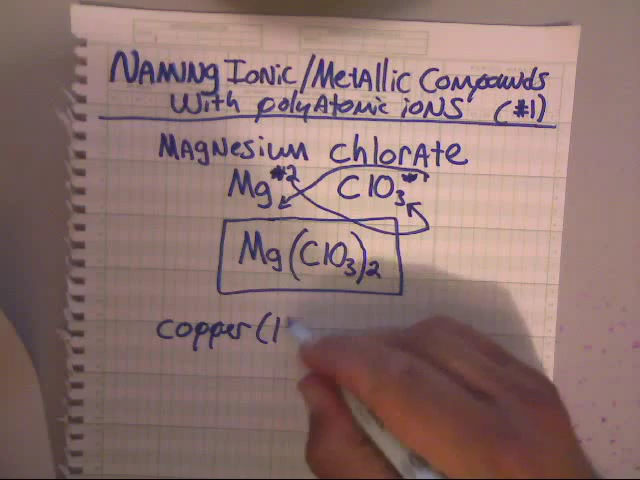 NAMING IONIC/METALLIC COMPOUNDS
WITH POLYATOMIC IONS (#1)
MAGNESIUM CHLORATE
Mg+2 ClO3-
Mg(ClO3)2
COPPER(I